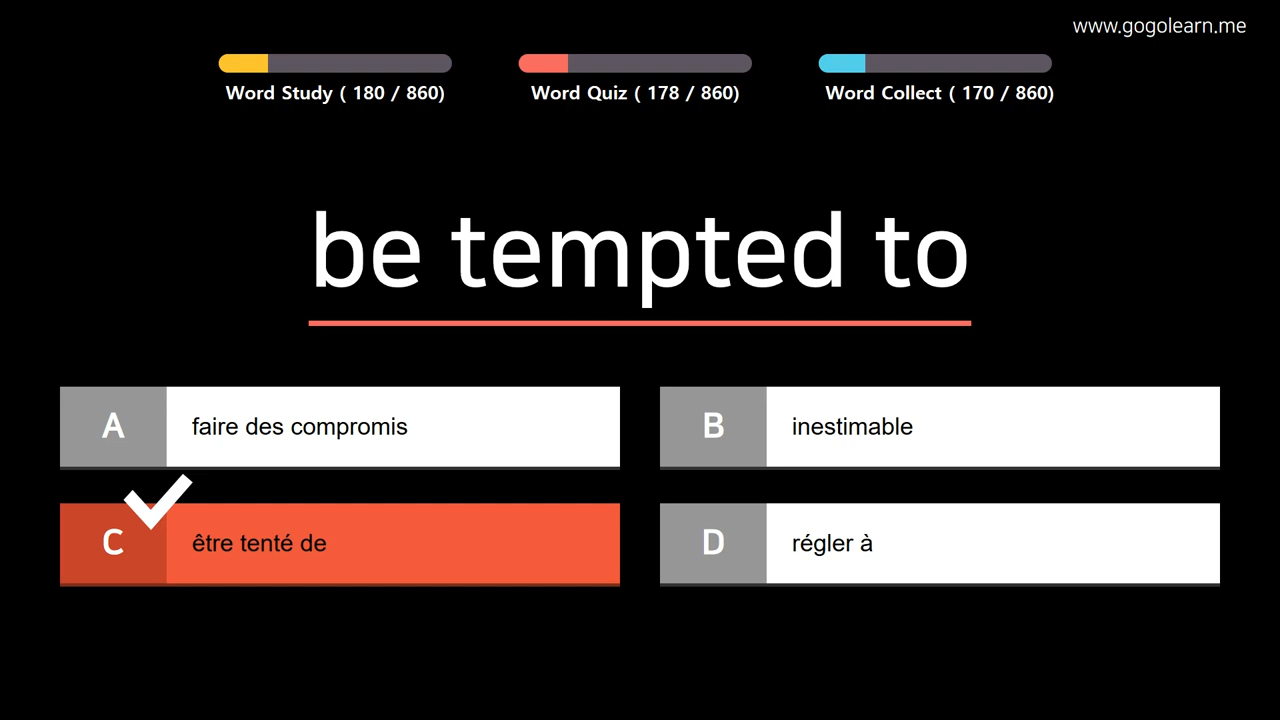 www.gogolearn.me
Word Study ( 180 / 860)
Word Quiz ( 178 / 860)
Word Collect ( 170 / 860)
be tempted to
A
faire des compromis
B
inestimable
C
être tenté de
D
régler à